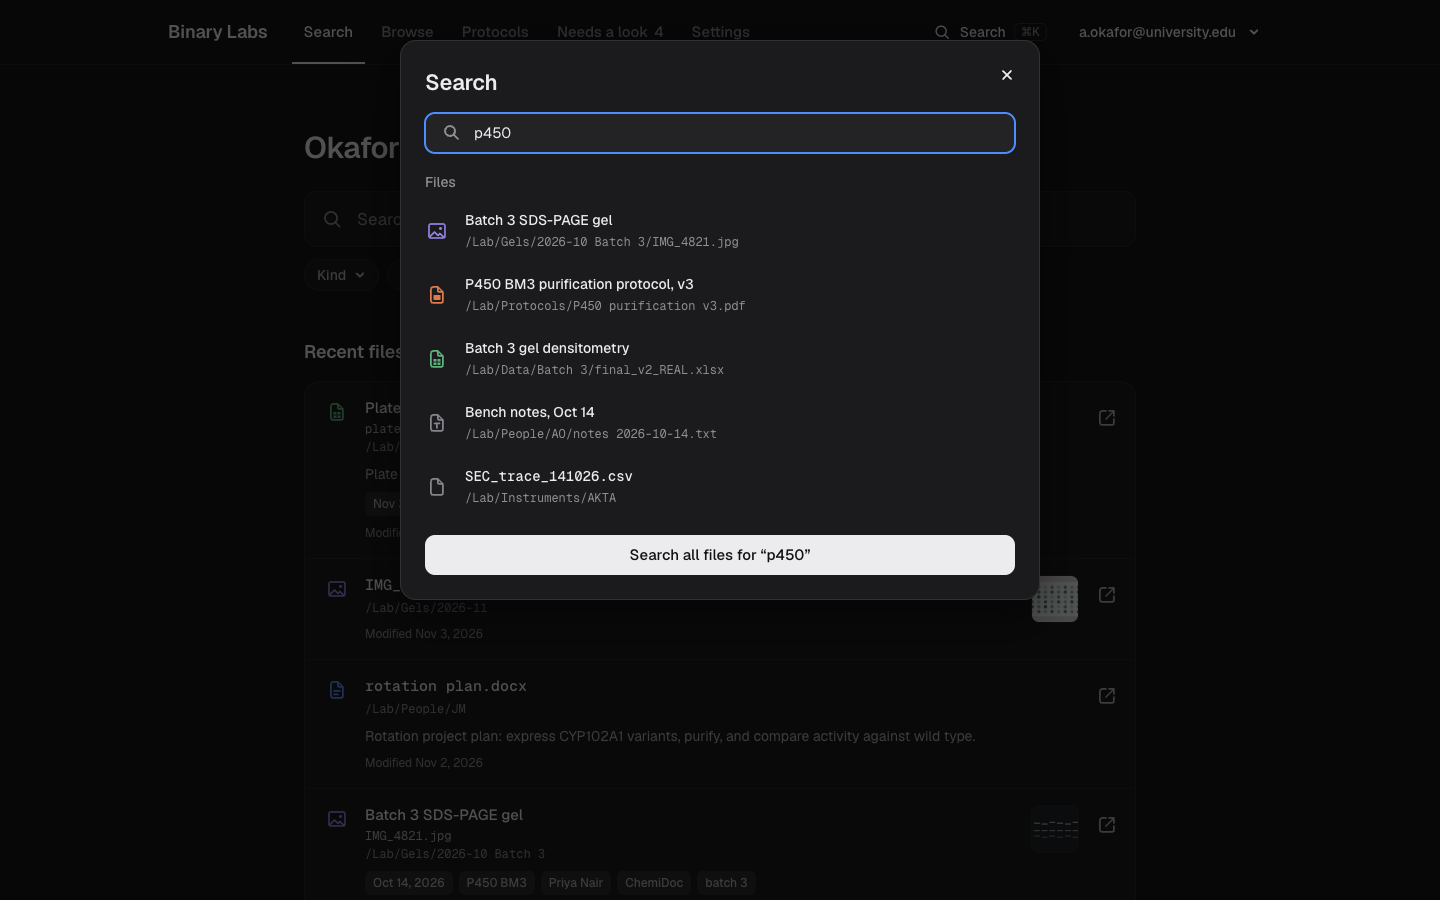 Binary Labs
Search
Browse
Protocols
Needs a look 4
Settings
Search ⌘K
a.okafor@university.edu
Okafor
Search
p450
Kind
Files
Batch 3 SDS-PAGE gel
/Lab/Gels/2026-10 Batch 3/IMG_4821.jpg
P450 BM3 purification protocol, v3
/Lab/Protocols/P450 purification v3.pdf
Batch 3 gel densitometry
/Lab/Data/Batch 3/final_v2_REAL.xlsx
Bench notes, Oct 14
/Lab/People/AO/notes 2026-10-14.txt
SEC_trace_141026.csv
/Lab/Instruments/AKTA
Search all files for “p450”
Recent files
Plate
plate
/Lab/
Plate
Nov
Modifi
IMG_
/Lab/Gels/2026-11
Modified Nov 3, 2026
rotation plan.docx
/Lab/People/JM
Rotation project plan: express CYP102A1 variants, purify, and compare activity against wild type.
Modified Nov 2, 2026
Batch 3 SDS-PAGE gel
IMG_4821.jpg
/Lab/Gels/2026-10 Batch 3
Oct 14, 2026
P450 BM3
Priya Nair
ChemiDoc
batch 3